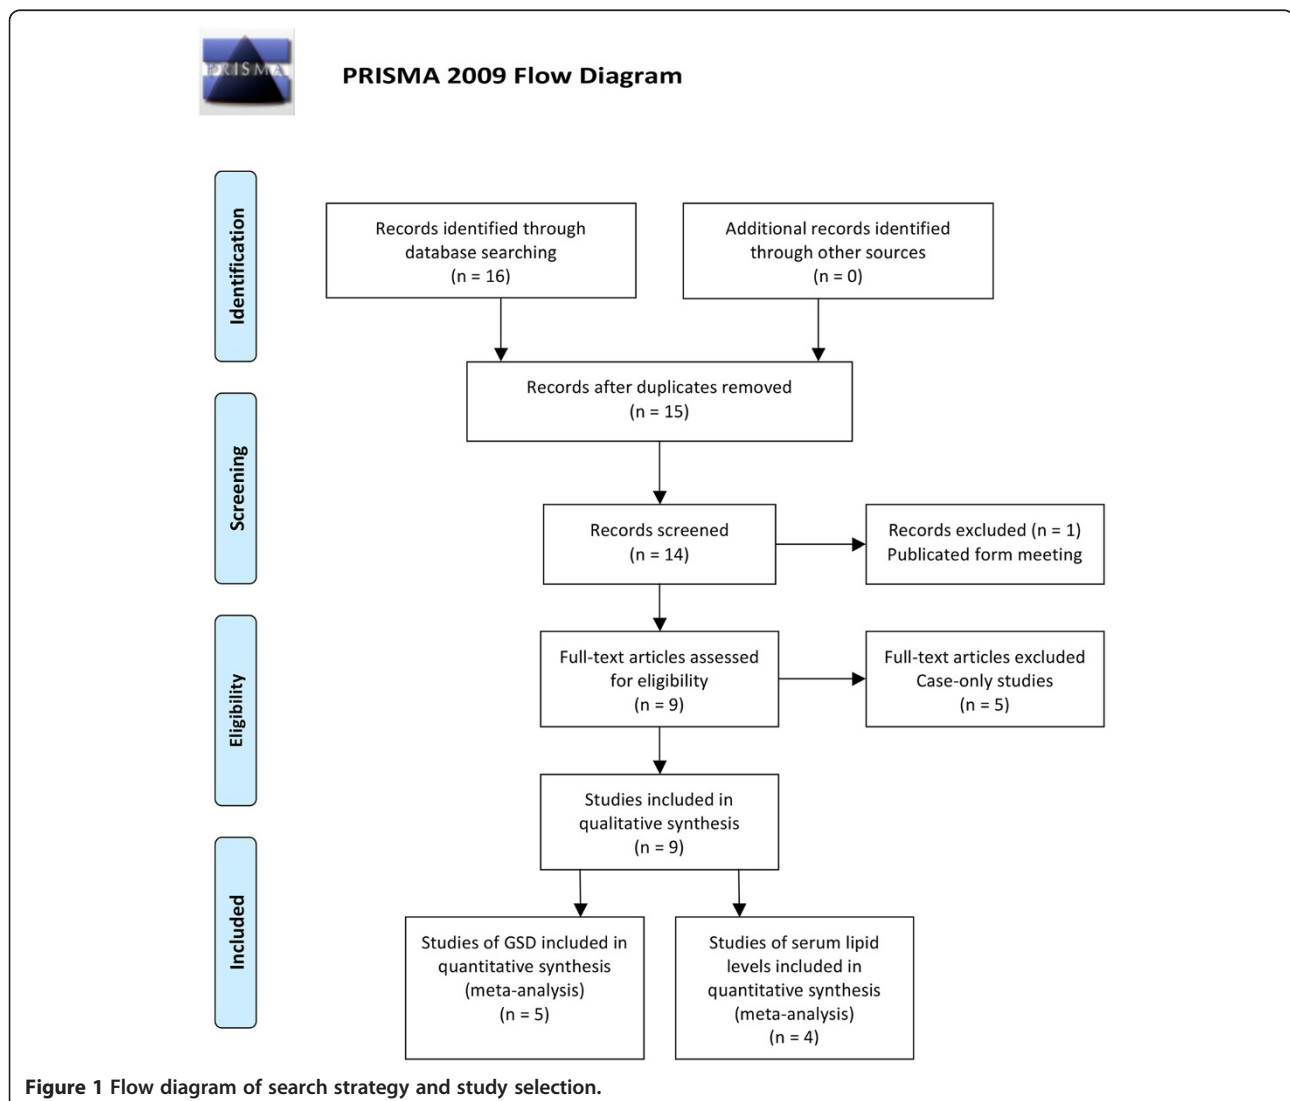 PRISMA
PRISMA 2009 Flow Diagram
Identification
Records identified through
database searching
(n = 16)
Additional records identified
through other sources
(n = 0)
Records after duplicates removed
(n = 15)
Screening
Records screened
(n = 14)
Records excluded (n = 1)
Publicated form meeting
Eligibility
Full-text articles assessed
for eligibility
(n = 9)
Full-text articles excluded
Case-only studies
(n = 5)
Studies included in
qualitative synthesis
(n = 9)
Included
Studies of GSD included in
quantitative synthesis
(meta-analysis)
(n = 5)
Studies of serum lipid
levels included in
quantitative synthesis
(meta-analysis)
(n = 4)
Figure 1 Flow diagram of search strategy and study selection.